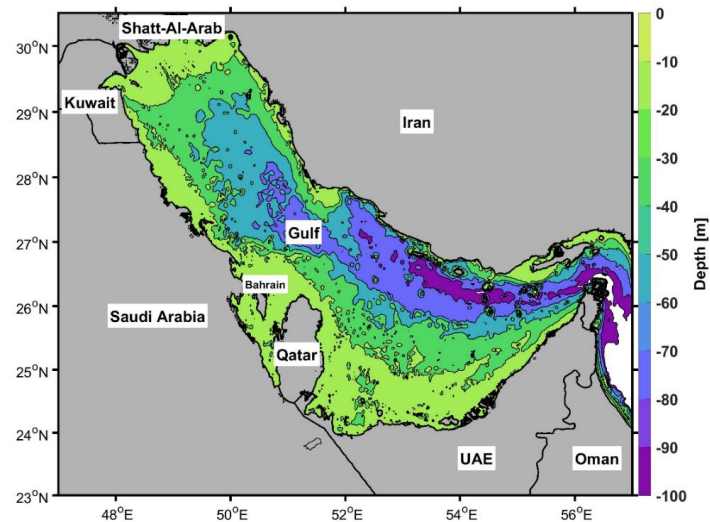 Shatt-Al-Arab
Kuwait
Iran
Gulf
Bahrain
Saudi Arabia
Qatar
UAE
Oman
30°N
29°N
28°N
27°N
26°N
25°N
24°N
23°N
48°E
50°E
52°E
54°E
56°E
0
-10
-20
-30
-40
-50
-60
-70
-80
-90
-100
Depth [m]